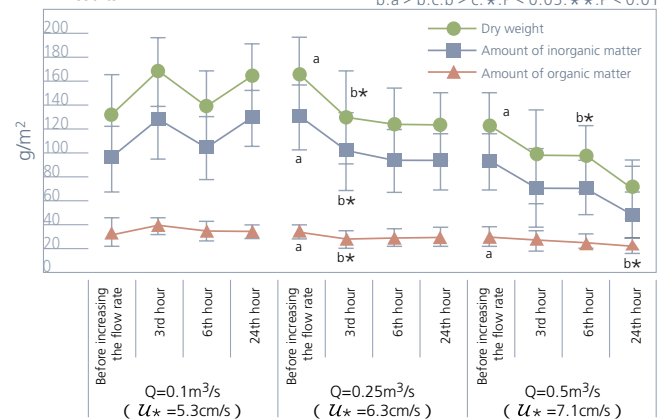 b.a > b.c.b > c. *.P < 0.05. **.P < 0.01
200
180
160
140
120
100
80
60
40
20
0
g/m²
Dry weight
Amount of inorganic matter
Amount of organic matter
a
b*
a
b*
a
b*
a
b*
a
b*
Before increasing
the flow rate
3rd hour
6th hour
24th hour
Before increasing
the flow rate
3rd hour
6th hour
24th hour
Before increasing
the flow rate
3rd hour
6th hour
24th hour
Q=0.1m³/s
( U* =5.3cm/s )
Q=0.25m³/s
( U* =6.3cm/s )
Q=0.5m³/s
( U* =7.1cm/s )